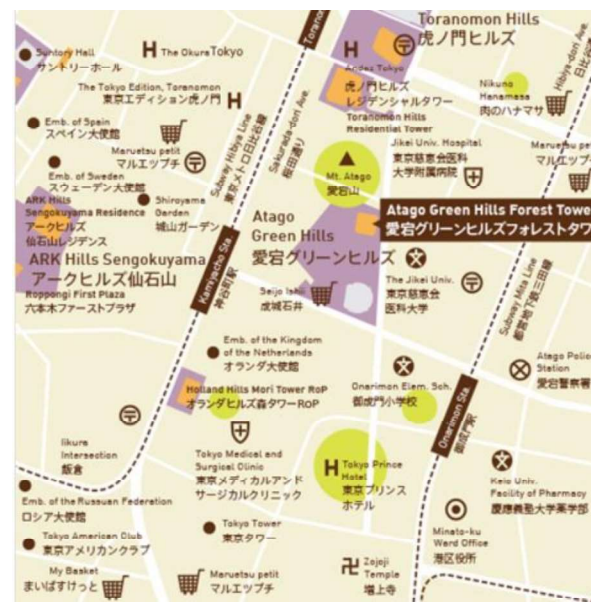 Toranomon Hills
虎ノ門ヒルズ
Suntory Hall
サントリーホール
The Okura Tokyo
Andaz Tokyo
虎ノ門ヒルズ
レジデンシャルタワー
Toranomon Hills
Residential Tower
Hibiya-dori Ave.
日比谷通り
Nikuno
Hanamasa
肉のハナマサ
The Tokyo Edition, Toranomon
東京エディション虎ノ門
Emb. of Spain
スペイン大使館
Maruetsu petit
マルエツプチ
Subway Hibiya Line
東京メトロ日比谷線
Sakurada-dori Ave.
桜田通り
Mt. Atago
愛宕山
Jikei Univ. Hospital
東京慈恵会医科
大学附属病院
Maruetsu pet
マルエツプチ
Emb. of Sweden
スウェーデン大使館
ARK Hills
Sengokuyama Residence
アークヒルズ
仙石山レジデンス
Shiroyama
Garden
城山ガーデン
Atago
Green Hills
愛宕グリーンヒルズ
Atago Green Hills Forest Towe
愛宕グリーンヒルズフォレストタワ
ARK Hills Sengokuyama
アークヒルズ仙石山
Roppongi First Plaza
六本木ファーストプラザ
Kamiyacho Sta.
神谷町駅
Seijo Ishii
成城石井
The Jikei Univ.
東京慈恵会
医科大学
Subway Mita Line
都営地下鉄三田線
Emb. of the Kingdom
of the Netherlands
オランダ大使館
Atago Polic
Station
愛宕警察署
Holland Hills Mori Tower RoP
オランダヒルズ森タワーRoP
Onarimon Elem. Sch.
御成門小学校
Onarimon Sta.
御成門駅
Iikura
Intersection
飯倉
Tokyo Medical and
Surgical Clinic
東京メディカルアンド
サージカルクリニック
Tokyo Prince
Hotel
東京プリンス
ホテル
Keio Univ.
Facility of Pharmacy
慶應義塾大学薬学部
Emb. of the Russian Federation
ロシア大使館
Tokyo Tower
東京タワー
Minato-ku
Ward Office
港区役所
Tokyo American Club
東京アメリカンクラブ
My Basket
まいばすけっと
Maruetsu petit
マルエツプチ
Zojoji
Temple
増上寺